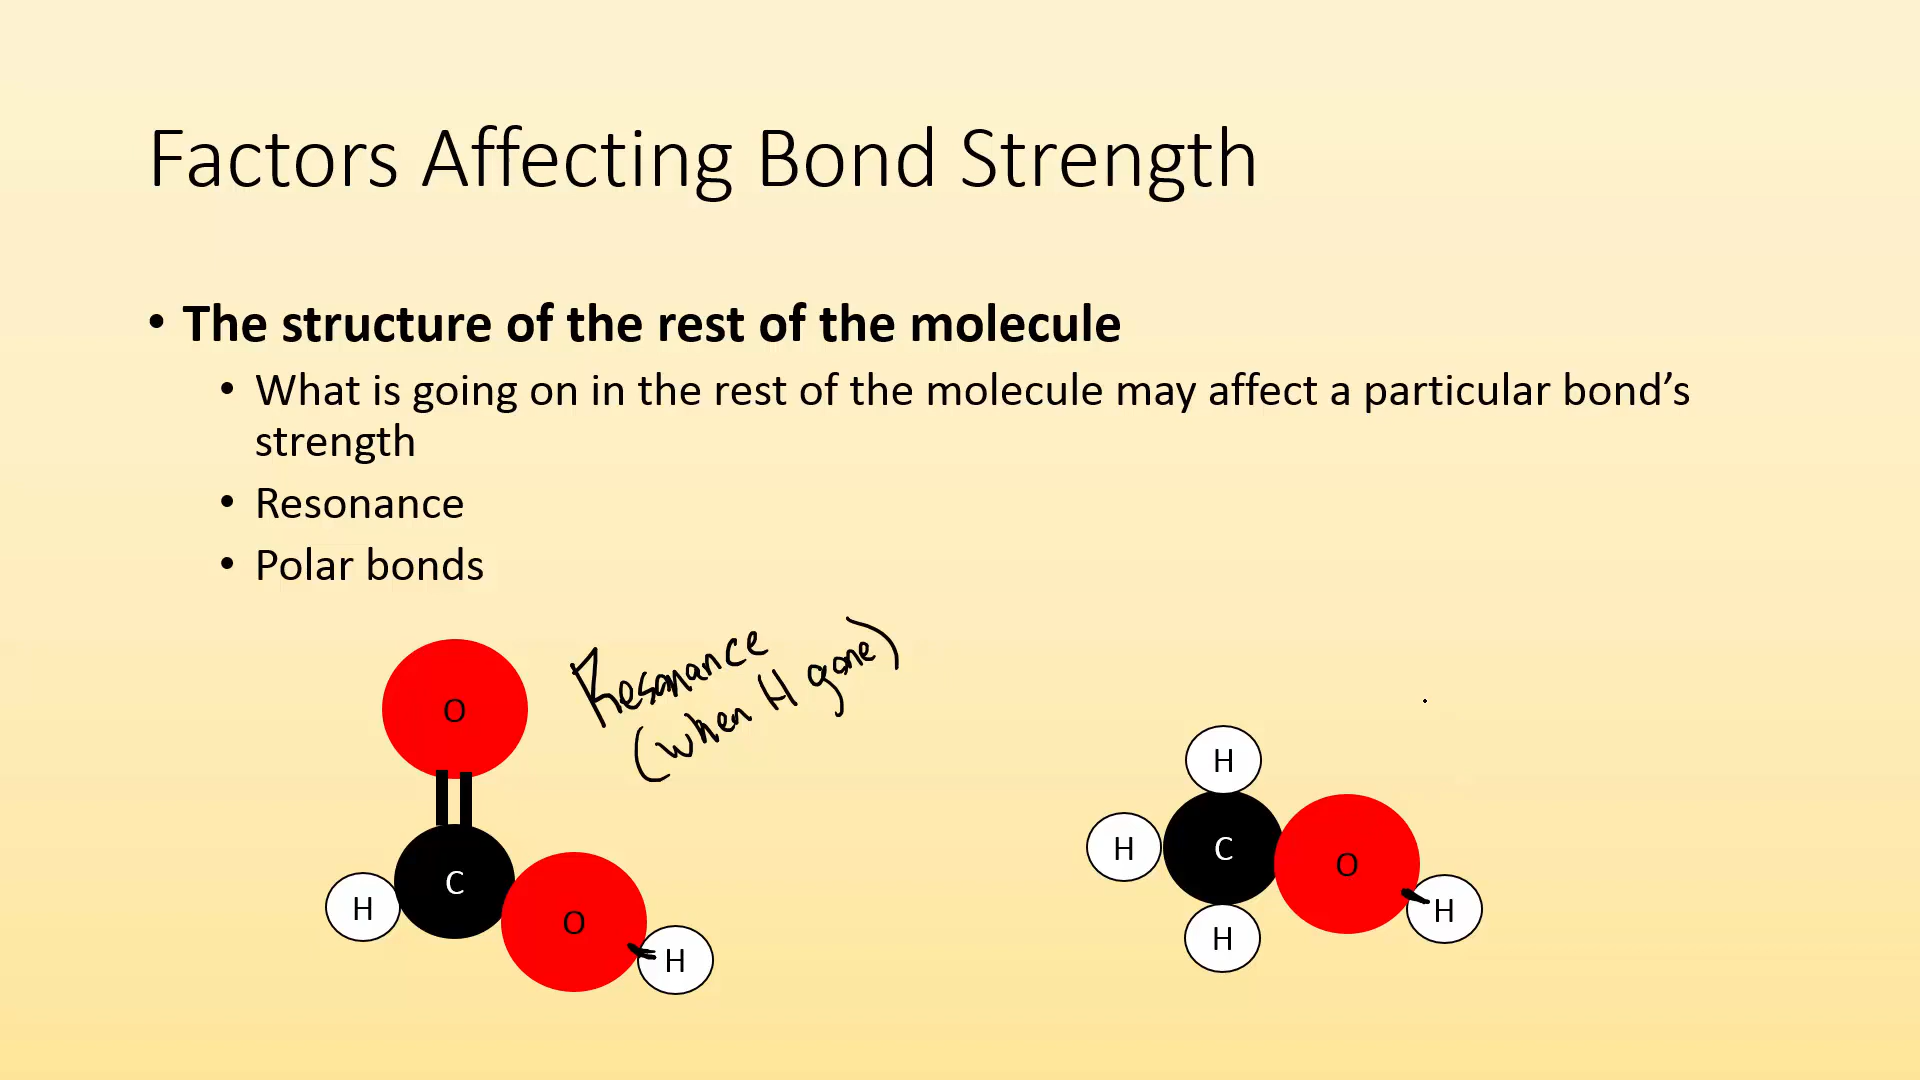 Factors Affecting Bond Strength
• The structure of the rest of the molecule
• What is going on in the rest of the molecule may affect a particular bond’s
strength
• Resonance
• Polar bonds
Resonance
(when H gone)
O
C
H
O
H
H
H
C
O
H
H